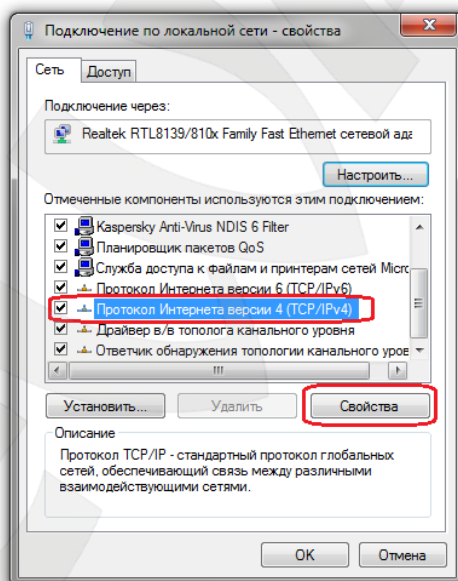 Подключение по локальной сети - свойства
Сеть Доступ
Подключение через:
Realtek RTL8139/810x Family Fast Ethernet сетевой ада
Настроить...
Отмеченные компоненты используются этим подключением:
Kaspersky Anti-Virus NDIS 6 Filter
Планировщик пакетов QoS
Служба доступа к файлам и принтерам сетей Micro
Протокол Интернета версии 6 (TCP/IPv6)
Протокол Интернета версии 4 (TCP/IPv4)
Драйвер в/в тополога канального уровня
Ответчик обнаружения топологии канального уров
Установить... Удалить Свойства
Описание
Протокол TCP/IP - стандартный протокол глобальных
сетей, обеспечивающий связь между различными
взаимодействующими сетями.
OK Отмена